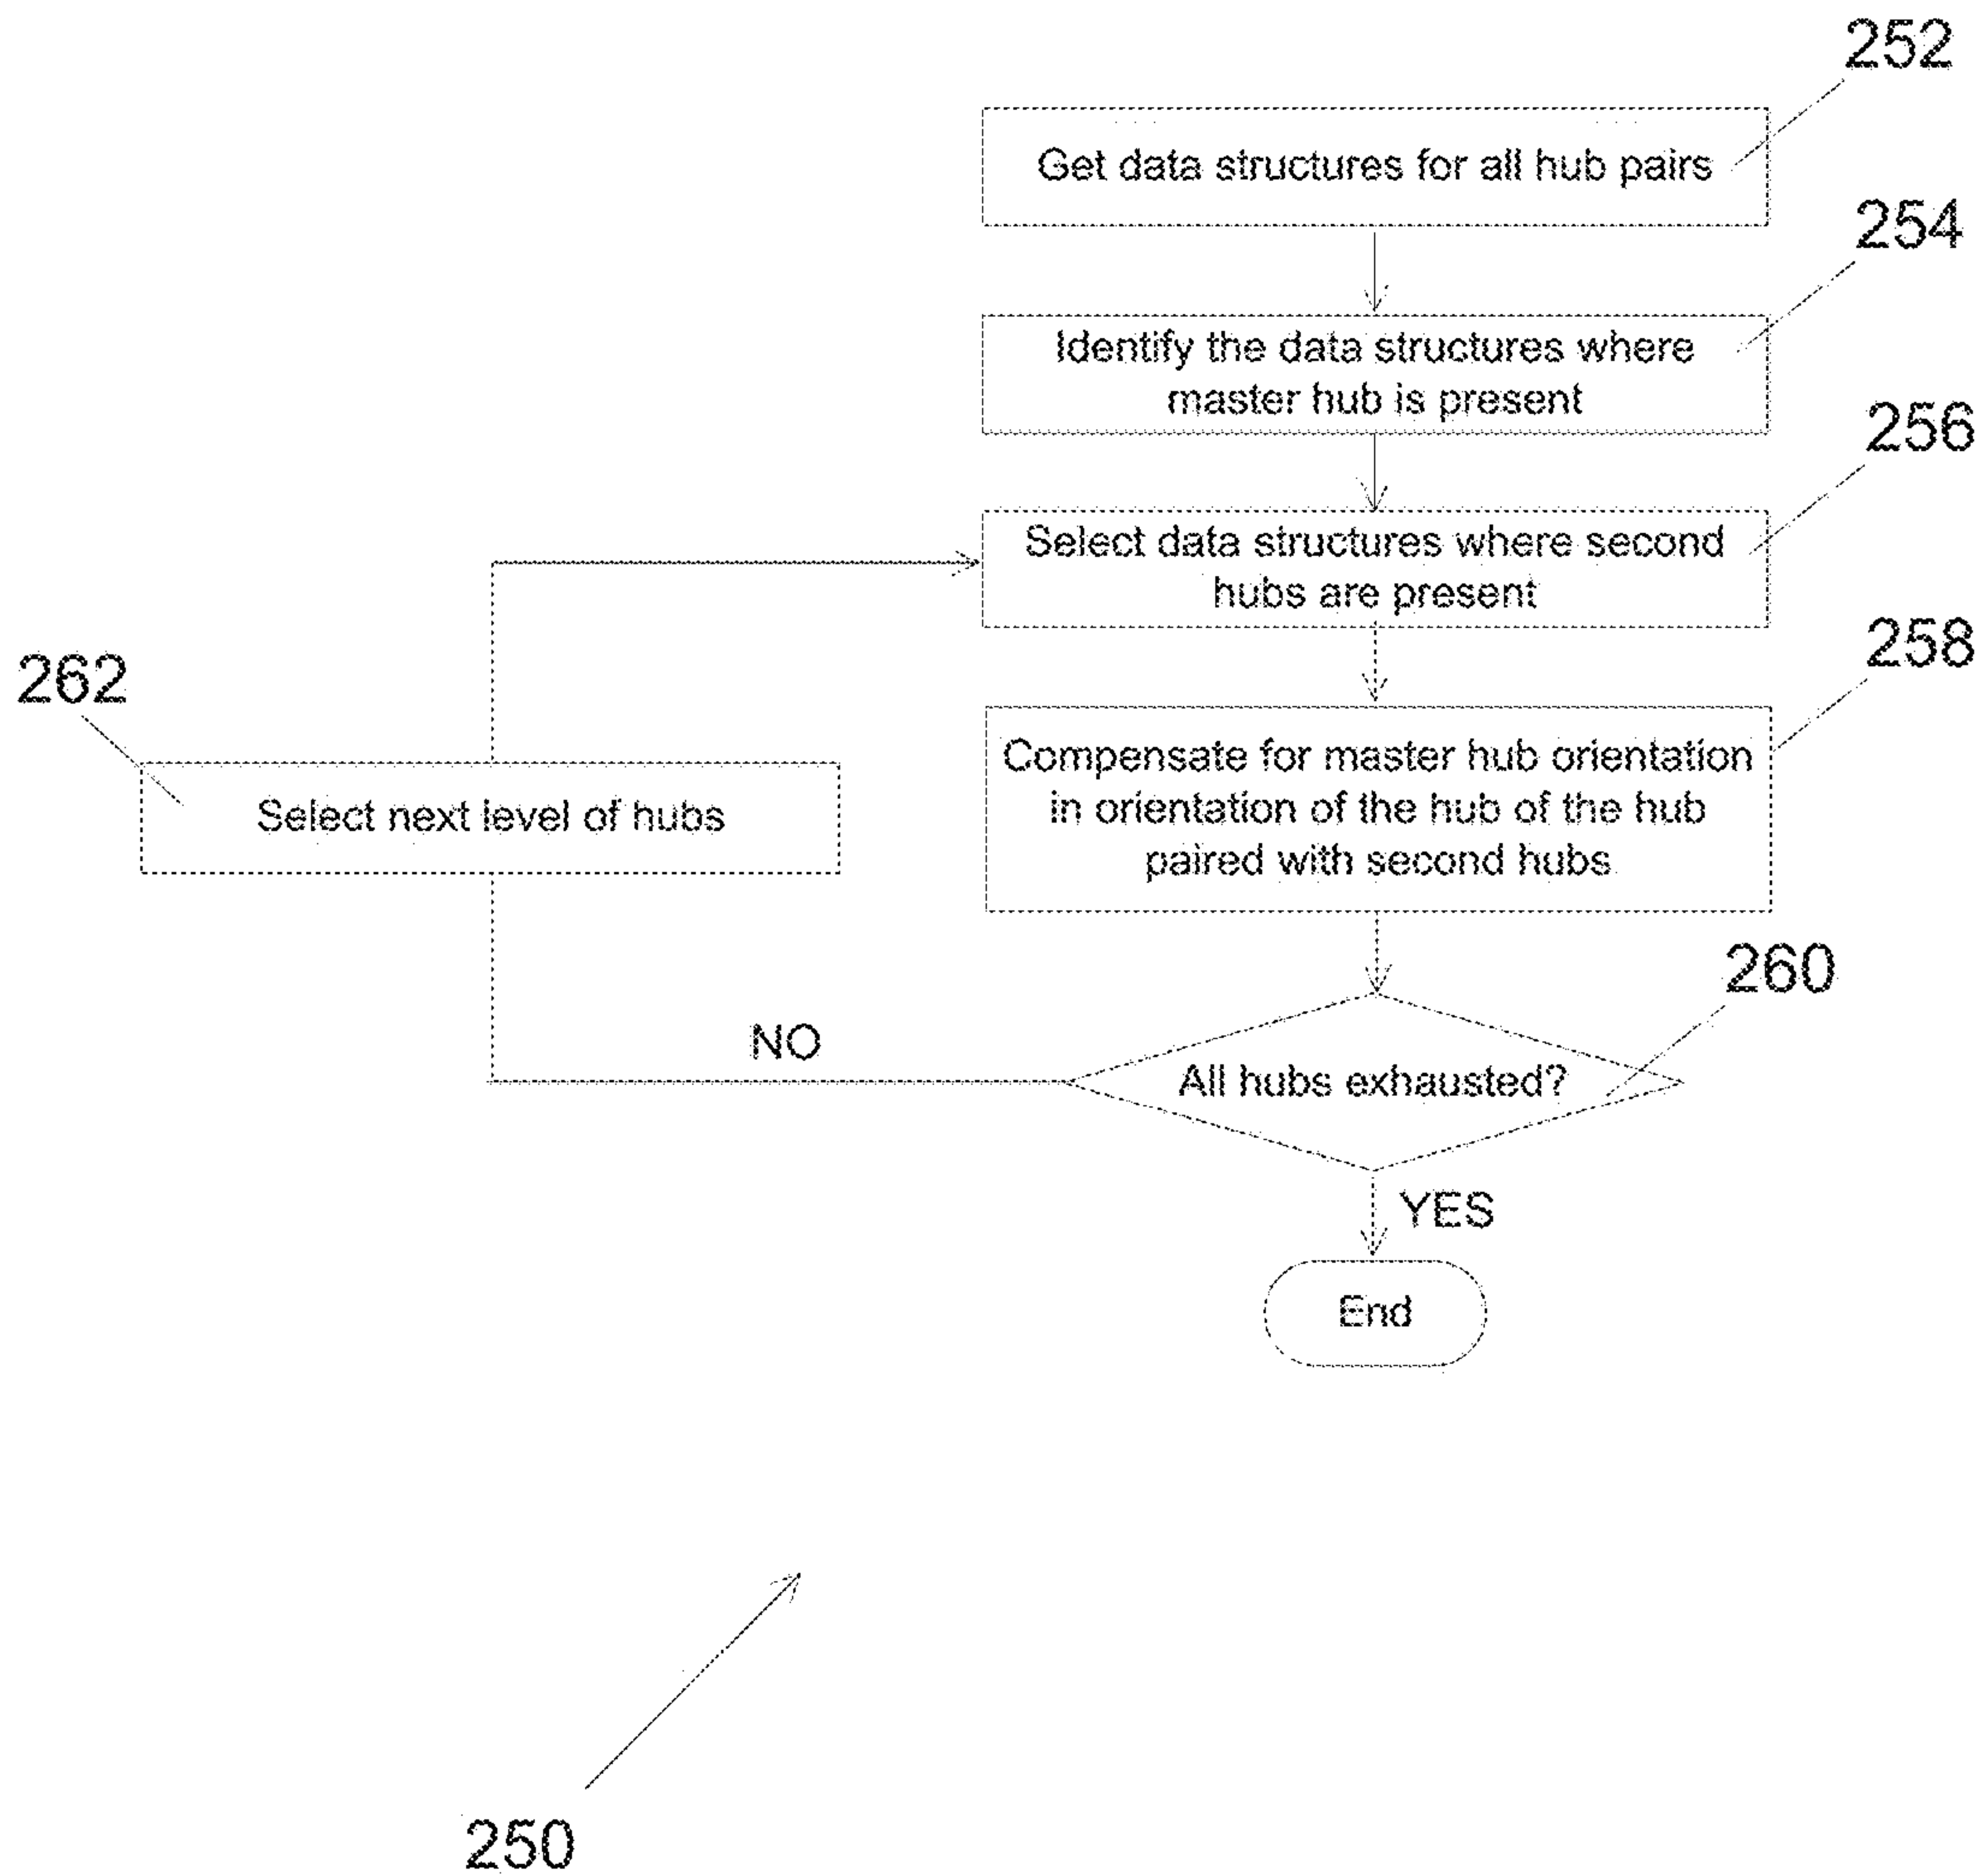 252
Get data structures for all hub pairs
254
Identify the data structures where
master hub is present
256
Select data structures where second
hubs are present
258
262
Compensate for master hub orientation
in orientation of the hub of the hub
paired with second hubs
Select next level of hubs
260
NO
All hubs exhausted?
YES
End
250